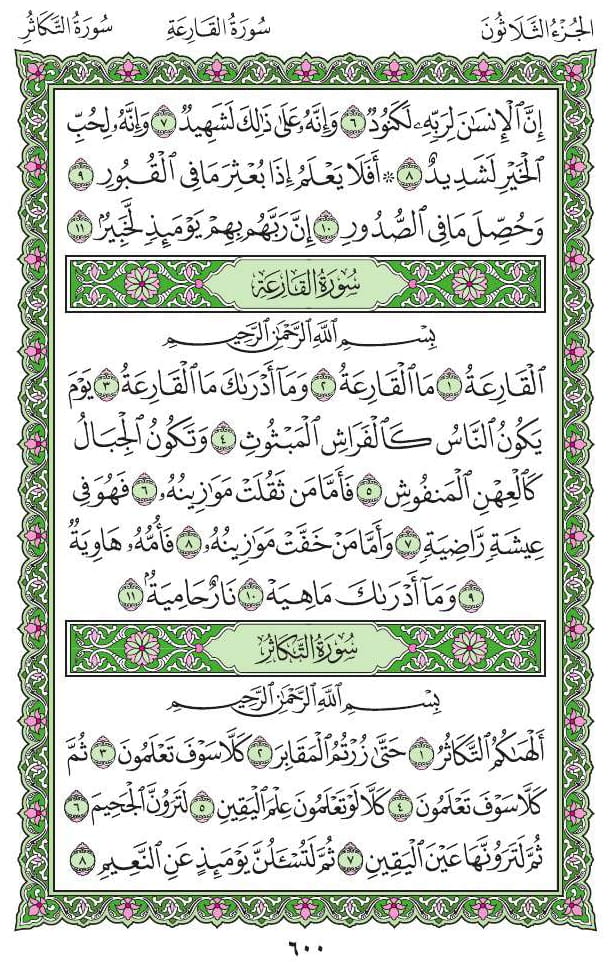 الجُزْءُ الثَّلَاثُونَ سُورَةُ القَارِعَةِ سُورَةُ التَّكَاثُرِ
إِنَّ ٱلْإِنسَٰنَ لِرَبِّهِۦ لَكَنُودٌ ٦ وَإِنَّهُۥ عَلَىٰ ذَٰلِكَ لَشَهِيدٌ ٧ وَإِنَّهُۥ لِحُبِّ
ٱلْخَيْرِ لَشَدِيدٌ ٨ ۞ أَفَلَا يَعْلَمُ إِذَا بُعْثِرَ مَا فِى ٱلْقُبُورِ ٩
وَحُصِّلَ مَا فِى ٱلصُّدُورِ ١٠ إِنَّ رَبَّهُم بِهِمْ يَوْمَئِذٍ لَّخَبِيرٌۢ ١١
سُورَةُ القَارِعَةِ
بِسْمِ ٱللَّهِ ٱلرَّحْمَٰنِ ٱلرَّحِيمِ
ٱلْقَارِعَةُ ١ مَا ٱلْقَارِعَةُ ٢ وَمَآ أَدْرَىٰكَ مَا ٱلْقَارِعَةُ ٣ يَوْمَ
يَكُونُ ٱلنَّاسُ كَٱلْفَرَاشِ ٱلْمَبْثُوثِ ٤ وَتَكُونُ ٱلْجِبَالُ
كَٱلْعِهْنِ ٱلْمَنفُوشِ ٥ فَأَمَّا مَن ثَقُلَتْ مَوَٰزِينُهُۥ ٦ فَهُوَ فِى
عِيشَةٍ رَّاضِيَةٍ ٧ وَأَمَّا مَنْ خَفَّتْ مَوَٰزِينُهُۥ ٨ فَأُمُّهُۥ هَاوِيَةٌ
٩ وَمَآ أَدْرَىٰكَ مَا هِيَهْ ١٠ نَارٌ حَامِيَةٌۢ ١١
سُورَةُ التَّكَاثُرِ
بِسْمِ ٱللَّهِ ٱلرَّحْمَٰنِ ٱلرَّحِيمِ
أَلْهَىٰكُمُ ٱلتَّكَاثُرُ ١ حَتَّىٰ زُرْتُمُ ٱلْمَقَابِرَ ٢ كَلَّا سَوْفَ تَعْلَمُونَ ٣ ثُمَّ
كَلَّا سَوْفَ تَعْلَمُونَ ٤ كَلَّا لَوْ تَعْلَمُونَ عِلْمَ ٱلْيَقِينِ ٥ لَتَرَوُنَّ ٱلْجَحِيمَ ٦
ثُمَّ لَتَرَوُنَّهَا عَيْنَ ٱلْيَقِينِ ٧ ثُمَّ لَتُسْـَٔلُنَّ يَوْمَئِذٍ عَنِ ٱلنَّعِيمِ ٨
٦٠٠